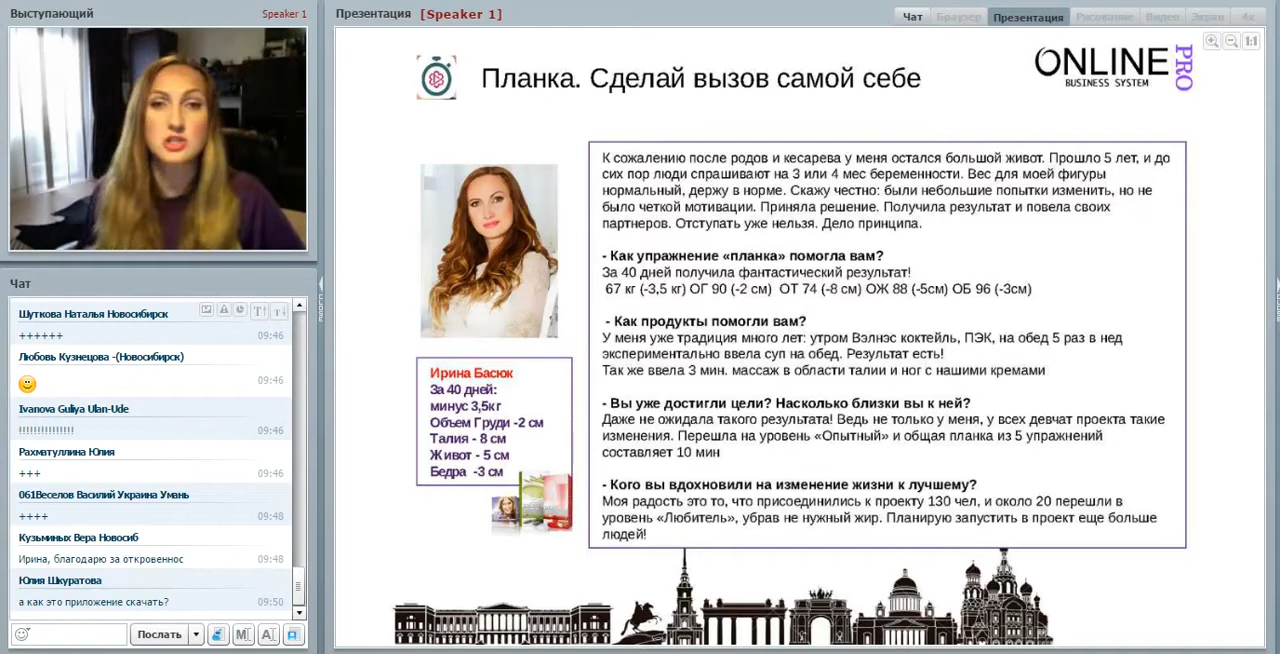 Выступающий
Speaker 1
Презентация [Speaker 1]
Чат
Браузер
Презентация
Рисование
Видео
Экран
4x
1:1
Планка. Сделай вызов самой себе
ONLINE
BUSINESS SYSTEM
PRO
К сожалению после родов и кесарева у меня остался большой живот. Прошло 5 лет, и до
сих пор люди спрашивают на 3 или 4 мес беременности. Вес для моей фигуры
нормальный, держу в норме. Скажу честно: были небольшие попытки изменить, но не
было четкой мотивации. Приняла решение. Получила результат и повела своих
партнеров. Отступать уже нельзя. Дело принципа.
- Как упражнение «планка» помогла вам?
За 40 дней получила фантастический результат!
67 кг (-3,5 кг) ОГ 90 (-2 см) ОТ 74 (-8 см) ОЖ 88 (-5см) ОБ 96 (-3см)
- Как продукты помогли вам?
У меня уже традиция много лет: утром Вэлнэс коктейль, ПЭК, на обед 5 раз в нед
экспериментально ввела суп на обед. Результат есть!
Так же ввела 3 мин. массаж в области талии и ног с нашими кремами
- Вы уже достигли цели? Насколько близки вы к ней?
Даже не ожидала такого результата! Ведь не только у меня, у всех девчат проекта такие
изменения. Перешла на уровень «Опытный» и общая планка из 5 упражнений
составляет 10 мин
- Кого вы вдохновили на изменение жизни к лучшему?
Моя радость это то, что присоединились к проекту 130 чел, и около 20 перешли в
уровень «Любитель», убрав не нужный жир. Планирую запустить в проект еще больше
людей!
Ирина Басюк
За 40 дней:
минус 3,5кг
Объем Груди -2 см
Талия - 8 см
Живот - 5 см
Бедра -3 см
Чат
Шуткова Наталья Новосибирск
++++++ 09:46
Любовь Кузнецова -(Новосибирск)
09:46
Ivanova Guliya Ulan-Ude
!!!!!!!!!!!!!!! 09:46
Рахматуллина Юлия
+++ 09:46
061Веселов Василий Украина Умань
++++ 09:48
Кузьминых Вера Новосиб
Ирина, благодарю за откровеннос 09:48
Юлия Шкуратова
а как это приложение скачать? 09:50
Послать